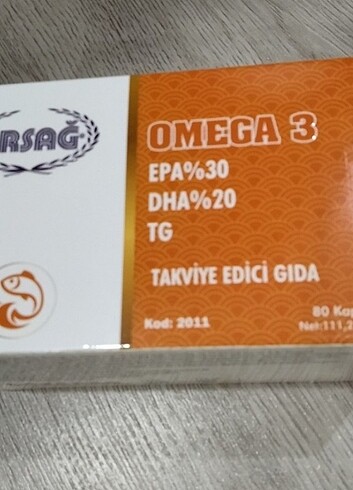 RSAĞ
OMEGA 3
EPA%30
DHA%20
TG
TAKVİYE EDİCİ GIDA
80 Kap
Kod: 2011
Net:111,2